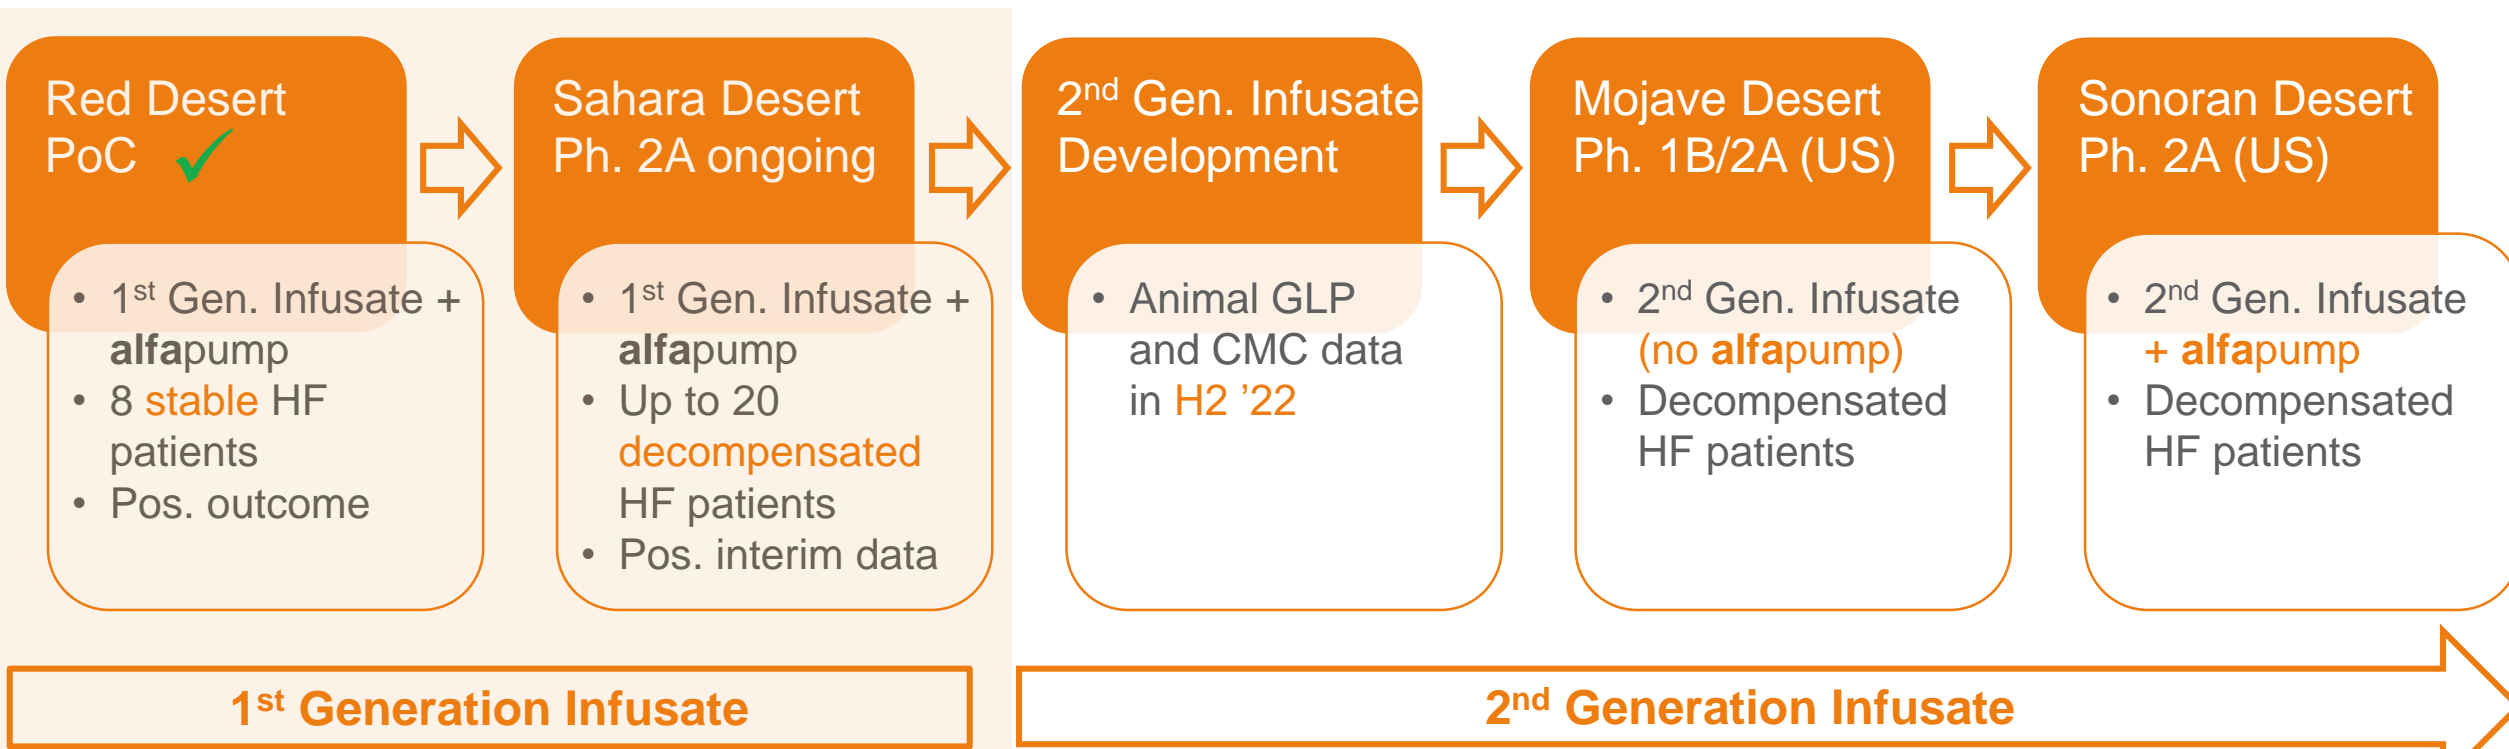 Red Desert
PoC ✓
• 1st Gen. Infusate +
alfapump
• 8 stable HF
patients
• Pos. outcome
Sahara Desert
Ph. 2A ongoing
• 1st Gen. Infusate +
alfapump
• Up to 20
decompensated
HF patients
• Pos. interim data
2nd Gen. Infusate
Development
• Animal GLP
and CMC data
in H2 ’22
Mojave Desert
Ph. 1B/2A (US)
• 2nd Gen. Infusate
(no alfapump)
• Decompensated
HF patients
Sonoran Desert
Ph. 2A (US)
• 2nd Gen. Infusate
+ alfapump
• Decompensated
HF patients
1st Generation Infusate
2nd Generation Infusate